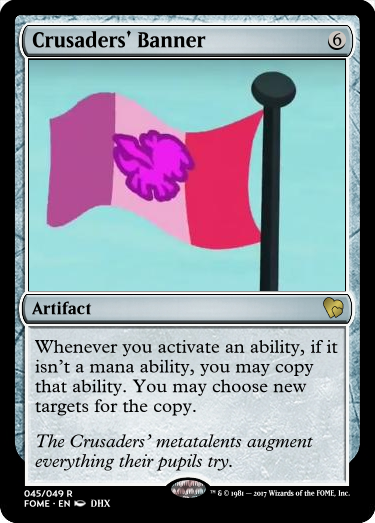 Crusaders' Banner 6
Artifact
Whenever you activate an ability, if it
isn't a mana ability, you may copy
that ability. You may choose new
targets for the copy.
The Crusaders' metatalents augment
everything their pupils try.
045/049 R
FOME • EN DHX
™ & © 1981 — 2017 Wizards of the FOME, Inc.